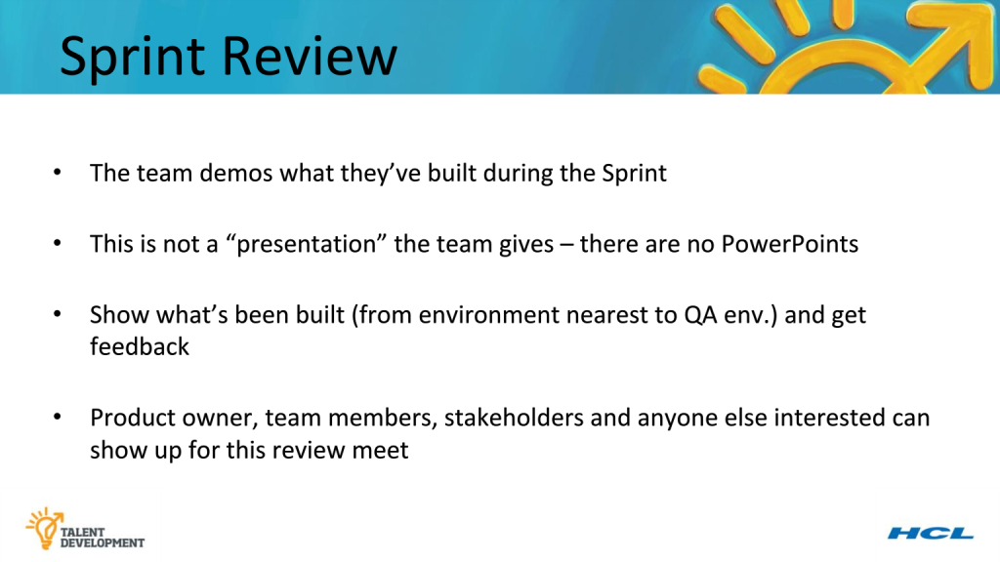 Sprint Review
• The team demos what they’ve built during the Sprint
• This is not a “presentation” the team gives – there are no PowerPoints
• Show what’s been built (from environment nearest to QA env.) and get
feedback
• Product owner, team members, stakeholders and anyone else interested can
show up for this review meet
TALENT
DEVELOPMENT
HCL